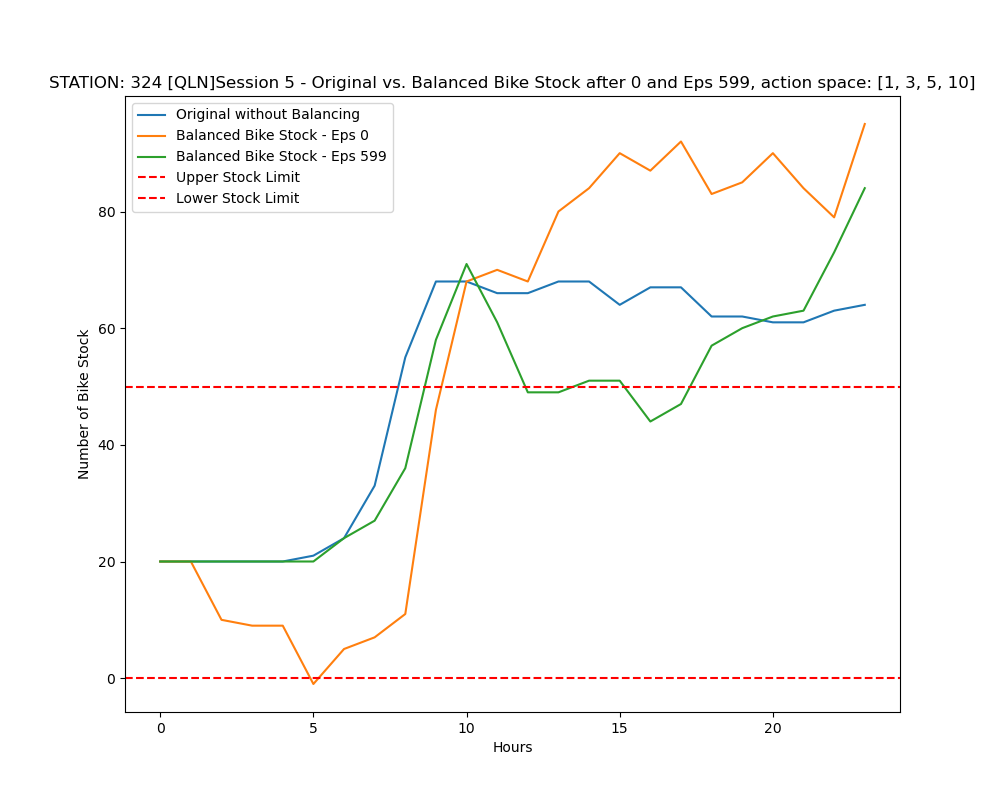 STATION: 324 [QLN]Session 5 - Original vs. Balanced Bike Stock after 0 and Eps 599, action space: [1, 3, 5, 10]
Original without Balancing
Balanced Bike Stock - Eps 0
Balanced Bike Stock - Eps 599
Upper Stock Limit
Lower Stock Limit
80
60
40
20
0
Number of Bike Stock
0 5 10 15 20
Hours